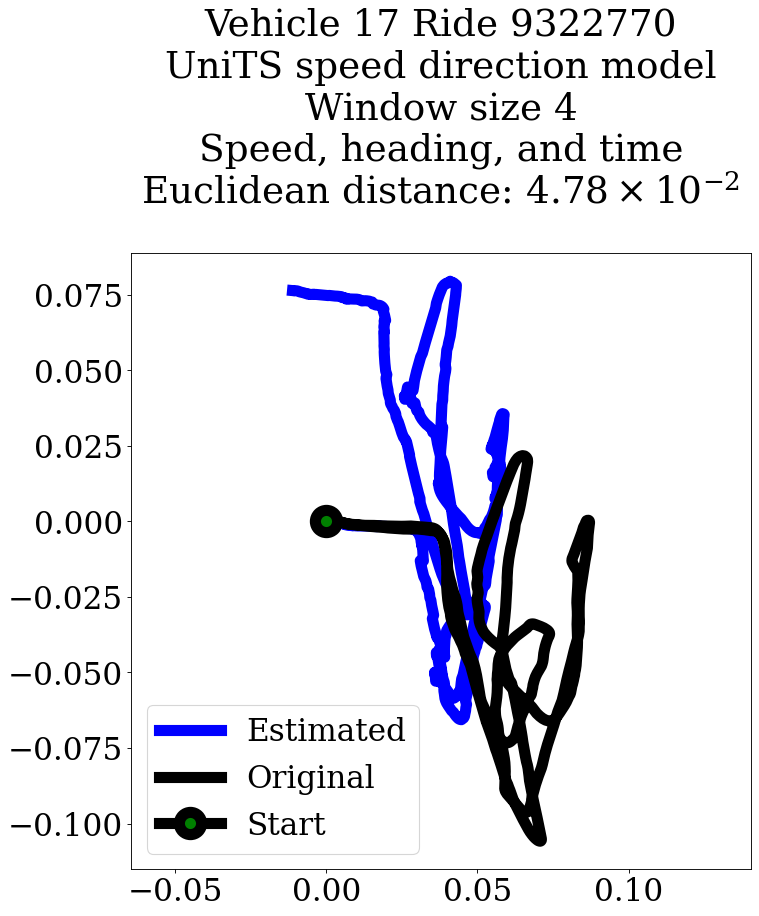 Vehicle 17 Ride 9322770
UniTS speed direction model
Window size 4
Speed, heading, and time
Euclidean distance: 4.78 × 10⁻²
0.075
0.050
0.025
0.000
−0.025
−0.050
−0.075
−0.100
Estimated
Original
Start
−0.05 0.00 0.05 0.10